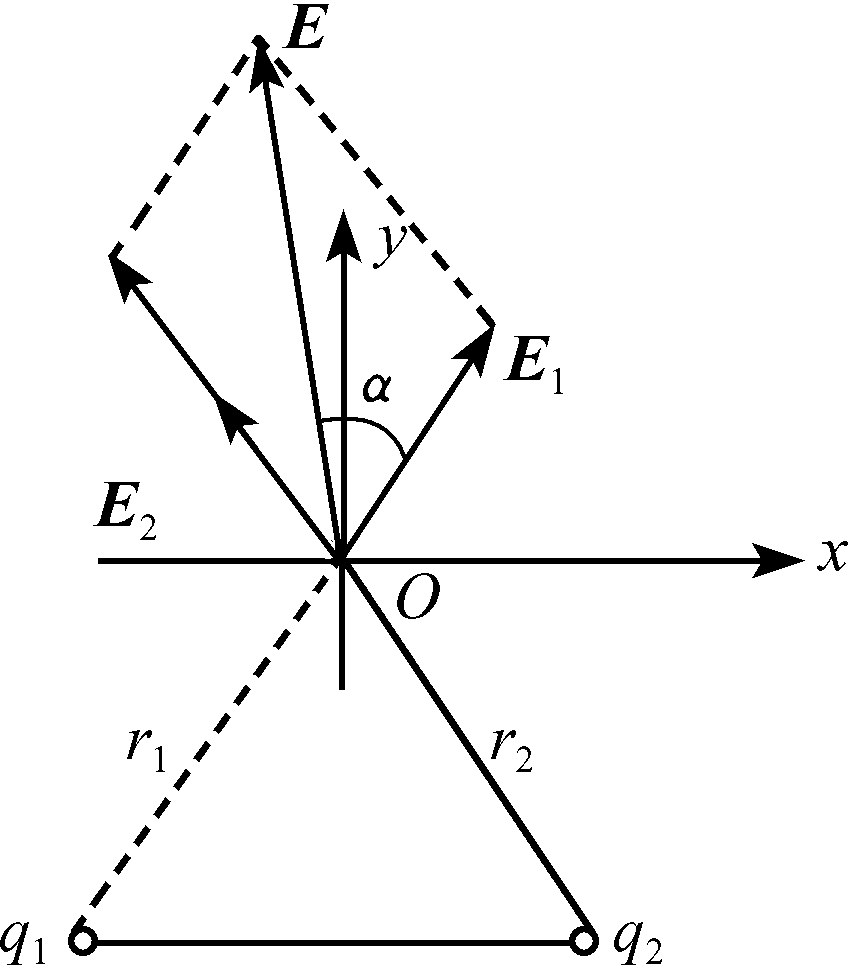 E
y
E₁
α
E₂
x
O
r₁
r₂
q₁
q₂